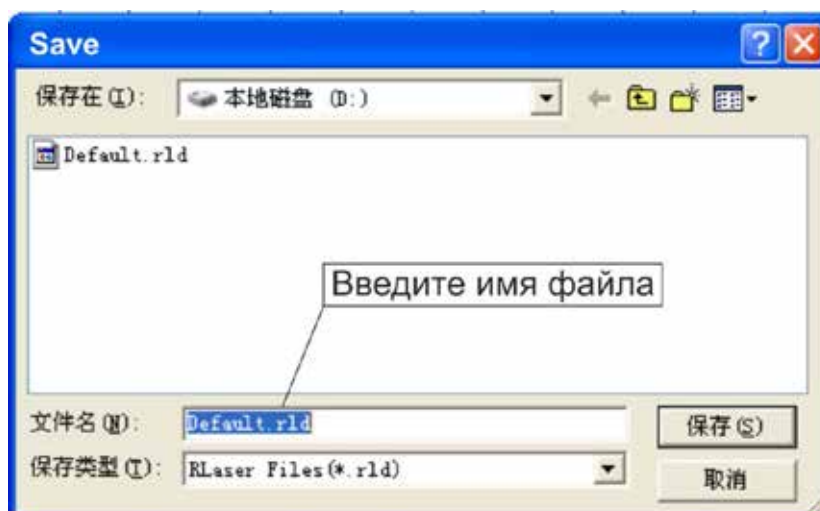 Save
保存在(I): 本地磁盘 (D:)
Default.rld
Введите имя файла
文件名(N): Default.rld 保存(S)
保存类型(T): RLaser Files(*.rld) 取消